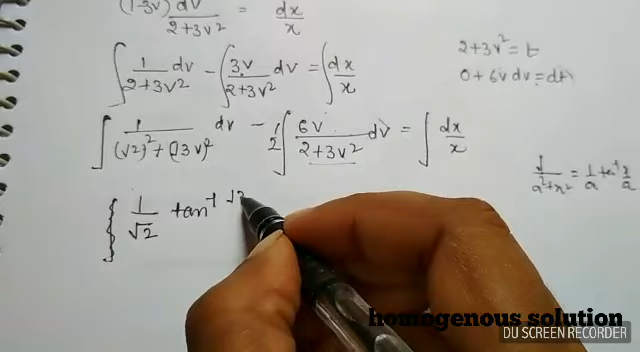 (1-3v) dv / 2+3v² = dx/x
∫ 1/2+3v² dv - ∫ 3v/2+3v² dv = ∫ dx/x
2+3v² = t
0+6v dv = dt
∫ 1/(√2)²+(√3v)² dv - 1/2 ∫ 6v/2+3v² dv = ∫ dx/x
1/a²+x² = 1/a tan⁻¹ x/a
∫ 1/√2 tan⁻¹ √3
homogenous solution
DU SCREEN RECORDER